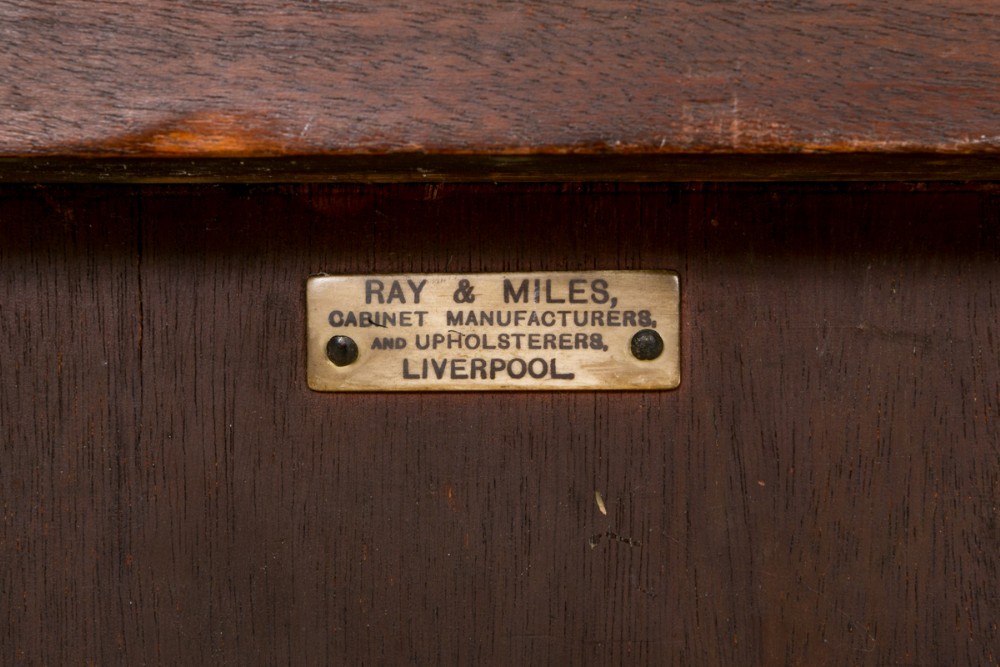 RAY & MILES,
CABINET MANUFACTURERS,
AND UPHOLSTERERS,
LIVERPOOL.